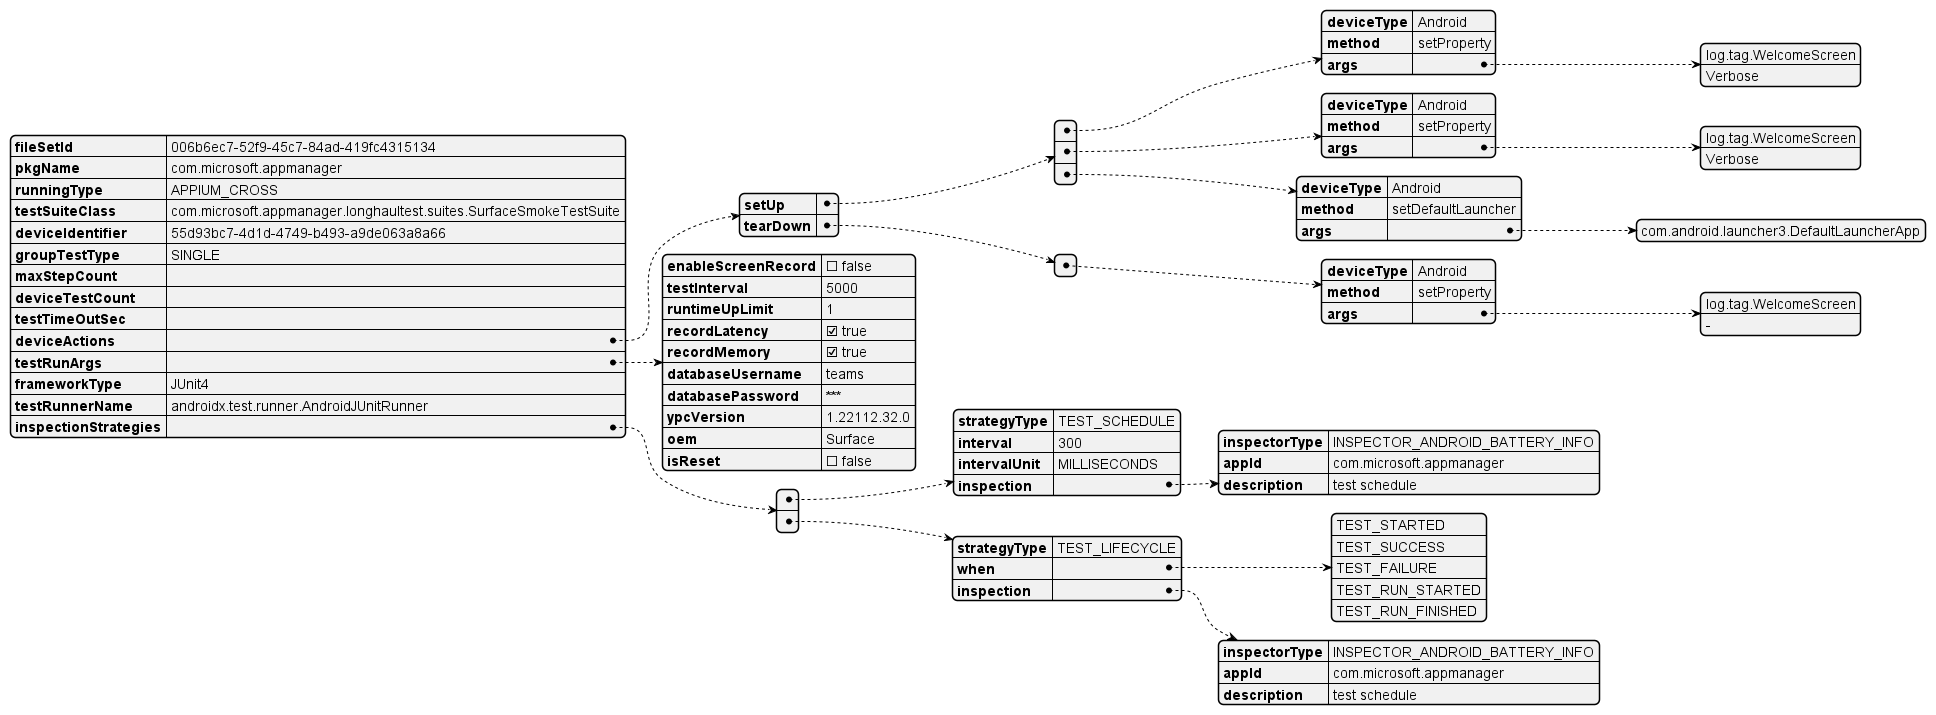 fileSetId 006b6ec7-52f9-45c7-84ad-419fc4315134
pkgName com.microsoft.appmanager
runningType APPIUM_CROSS
testSuiteClass com.microsoft.appmanager.longhaultest.suites.SurfaceSmokeTestSuite
deviceIdentifier 55d93bc7-4d1d-4749-b493-a9de063a8a66
groupTestType SINGLE
maxStepCount
deviceTestCount
testTimeOutSec
deviceActions
testRunArgs
frameworkType JUnit4
testRunnerName androidx.test.runner.AndroidJUnitRunner
inspectionStrategies
setUp
tearDown
deviceType Android
method setProperty
args
log.tag.WelcomeScreen
Verbose
deviceType Android
method setProperty
args
log.tag.WelcomeScreen
Verbose
deviceType Android
method setDefaultLauncher
args
com.android.launcher3.DefaultLauncherApp
deviceType Android
method setProperty
args
log.tag.WelcomeScreen
-
enableScreenRecord ☐ false
testInterval 5000
runtimeUpLimit 1
recordLatency ☑ true
recordMemory ☑ true
databaseUsername teams
databasePassword ***
ypcVersion 1.22112.32.0
oem Surface
isReset ☐ false
strategyType TEST_SCHEDULE
interval 300
intervalUnit MILLISECONDS
inspection
inspectorType INSPECTOR_ANDROID_BATTERY_INFO
appId com.microsoft.appmanager
description test schedule
strategyType TEST_LIFECYCLE
when
inspection
TEST_STARTED
TEST_SUCCESS
TEST_FAILURE
TEST_RUN_STARTED
TEST_RUN_FINISHED
inspectorType INSPECTOR_ANDROID_BATTERY_INFO
appId com.microsoft.appmanager
description test schedule